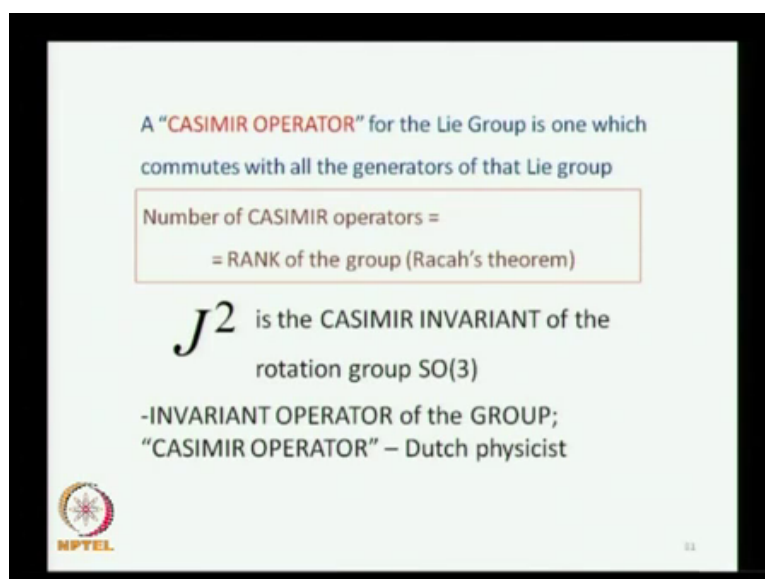 A “CASIMIR OPERATOR” for the Lie Group is one which
commutes with all the generators of that Lie group
Number of CASIMIR operators =
= RANK of the group (Racah’s theorem)
J² is the CASIMIR INVARIANT of the
rotation group SO(3)
-INVARIANT OPERATOR of the GROUP;
“CASIMIR OPERATOR” – Dutch physicist
NPTEL